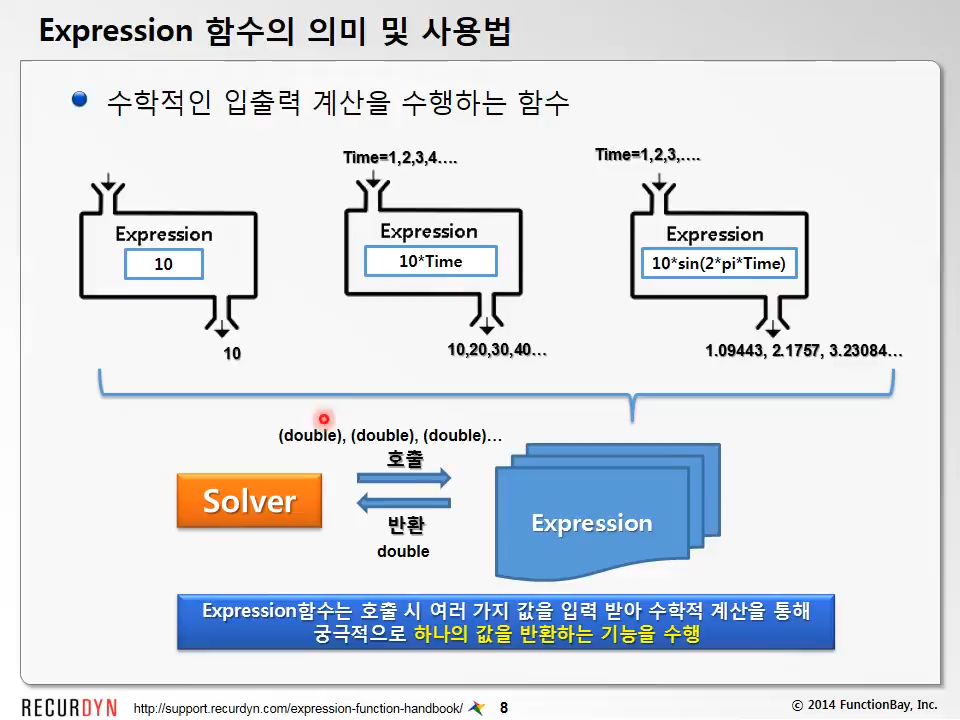 Expression 함수의 의미 및 사용법
수학적인 입출력 계산을 수행하는 함수
Time=1,2,3,4….
Time=1,2,3,….
Expression
10
Expression
10*Time
Expression
10*sin(2*pi*Time)
10
10,20,30,40…
1.09443, 2.1757, 3.23084…
(double), (double), (double)…
호출
Solver
반환
double
Expression
Expression함수는 호출 시 여러 가지 값을 입력 받아 수학적 계산을 통해
궁극적으로 하나의 값을 반환하는 기능을 수행
RECURDYN
http://support.recurdyn.com/expression-function-handbook/
8
© 2014 FunctionBay, Inc.